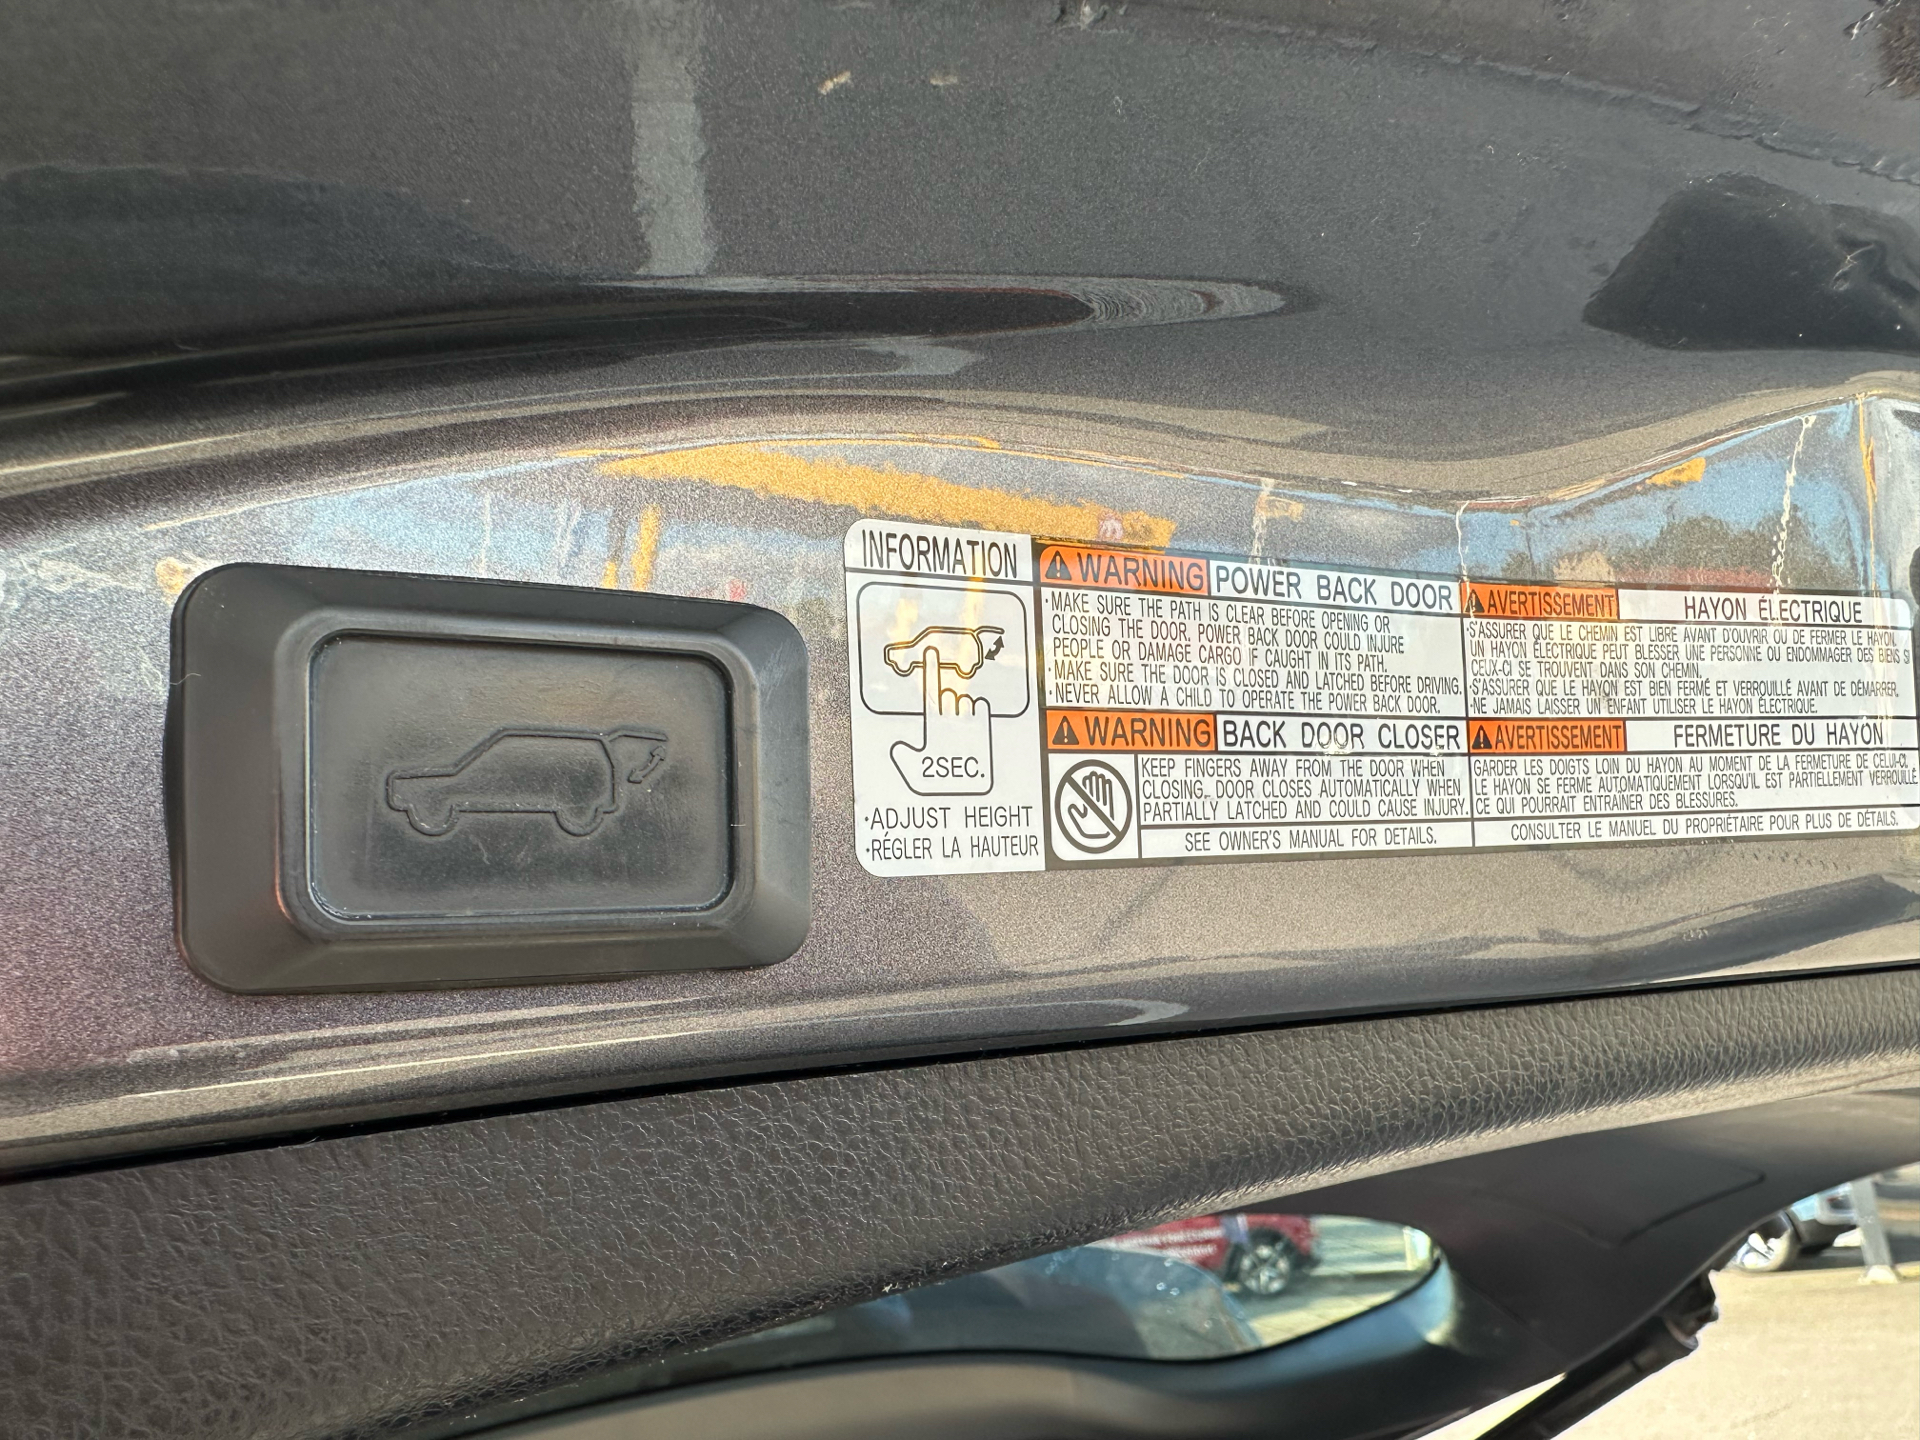 INFORMATION
2SEC.
·ADJUST HEIGHT
·RÉGLER LA HAUTEUR
WARNING POWER BACK DOOR
·MAKE SURE THE PATH IS CLEAR BEFORE OPENING OR
CLOSING THE DOOR. POWER BACK DOOR COULD INJURE
PEOPLE OR DAMAGE CARGO IF CAUGHT IN ITS PATH.
·MAKE SURE THE DOOR IS CLOSED AND LATCHED BEFORE DRIVING.
·NEVER ALLOW A CHILD TO OPERATE THE POWER BACK DOOR.
WARNING BACK DOOR CLOSER
KEEP FINGERS AWAY FROM THE DOOR WHEN
CLOSING. DOOR CLOSES AUTOMATICALLY WHEN
PARTIALLY LATCHED AND COULD CAUSE INJURY.
SEE OWNER'S MANUAL FOR DETAILS.
AVERTISSEMENT HAYON ÉLECTRIQUE
·S'ASSURER QUE LE CHEMIN EST LIBRE AVANT D'OUVRIR OU DE FERMER LE HAYON.
UN HAYON ÉLECTRIQUE PEUT BLESSER UNE PERSONNE OU ENDOMMAGER DES BIENS SI
CEUX-CI SE TROUVENT DANS SON CHEMIN.
·S'ASSURER QUE LE HAYON EST BIEN FERMÉ ET VERROUILLÉ AVANT DE DÉMARRER.
·NE JAMAIS LAISSER UN ENFANT UTILISER LE HAYON ÉLECTRIQUE.
AVERTISSEMENT FERMETURE DU HAYON
GARDER LES DOIGTS LOIN DU HAYON AU MOMENT DE LA FERMETURE DE CELUI-CI.
LE HAYON SE FERME AUTOMATIQUEMENT LORSQU'IL EST PARTIELLEMENT VERROUILLÉ
CE QUI POURRAIT ENTRAÎNER DES BLESSURES.
CONSULTER LE MANUEL DU PROPRIÉTAIRE POUR PLUS DE DÉTAILS.